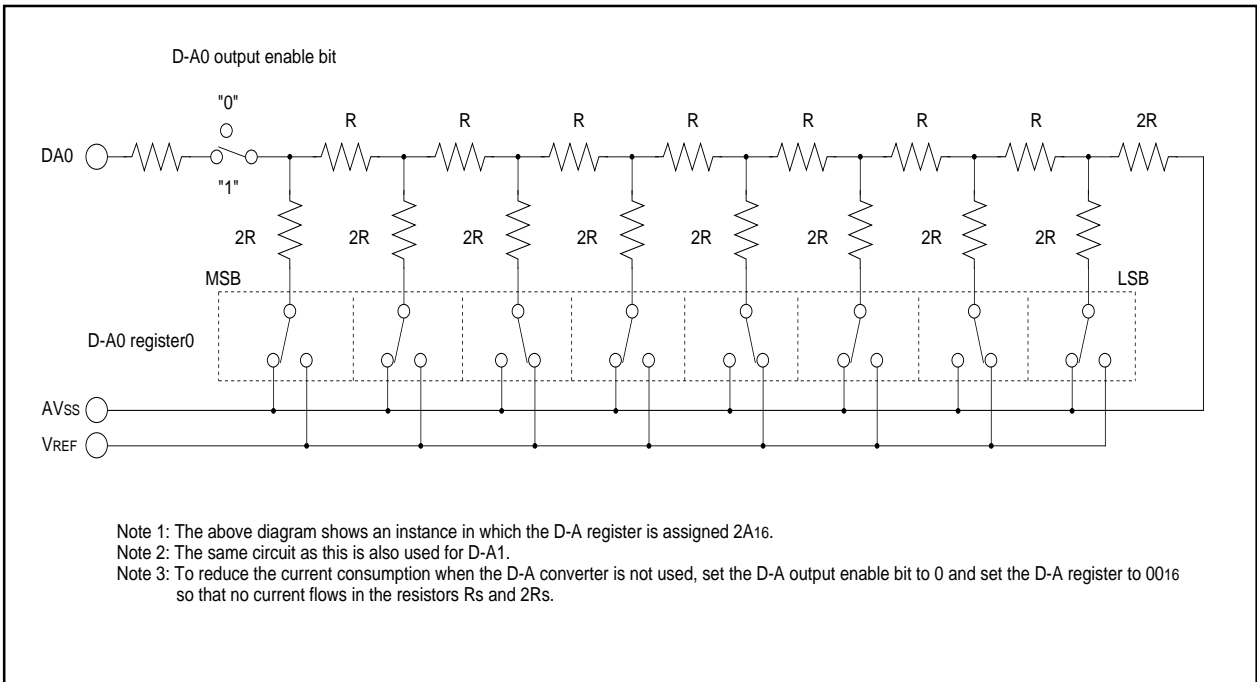 D-A0 output enable bit
"0"
R R R R R R R 2R
DA0
"1"
2R 2R 2R 2R 2R 2R 2R 2R
MSB LSB
D-A0 register0
AVSS
VREF
Note 1: The above diagram shows an instance in which the D-A register is assigned 2A16.
Note 2: The same circuit as this is also used for D-A1.
Note 3: To reduce the current consumption when the D-A converter is not used, set the D-A output enable bit to 0 and set the D-A register to 0016
so that no current flows in the resistors Rs and 2Rs.